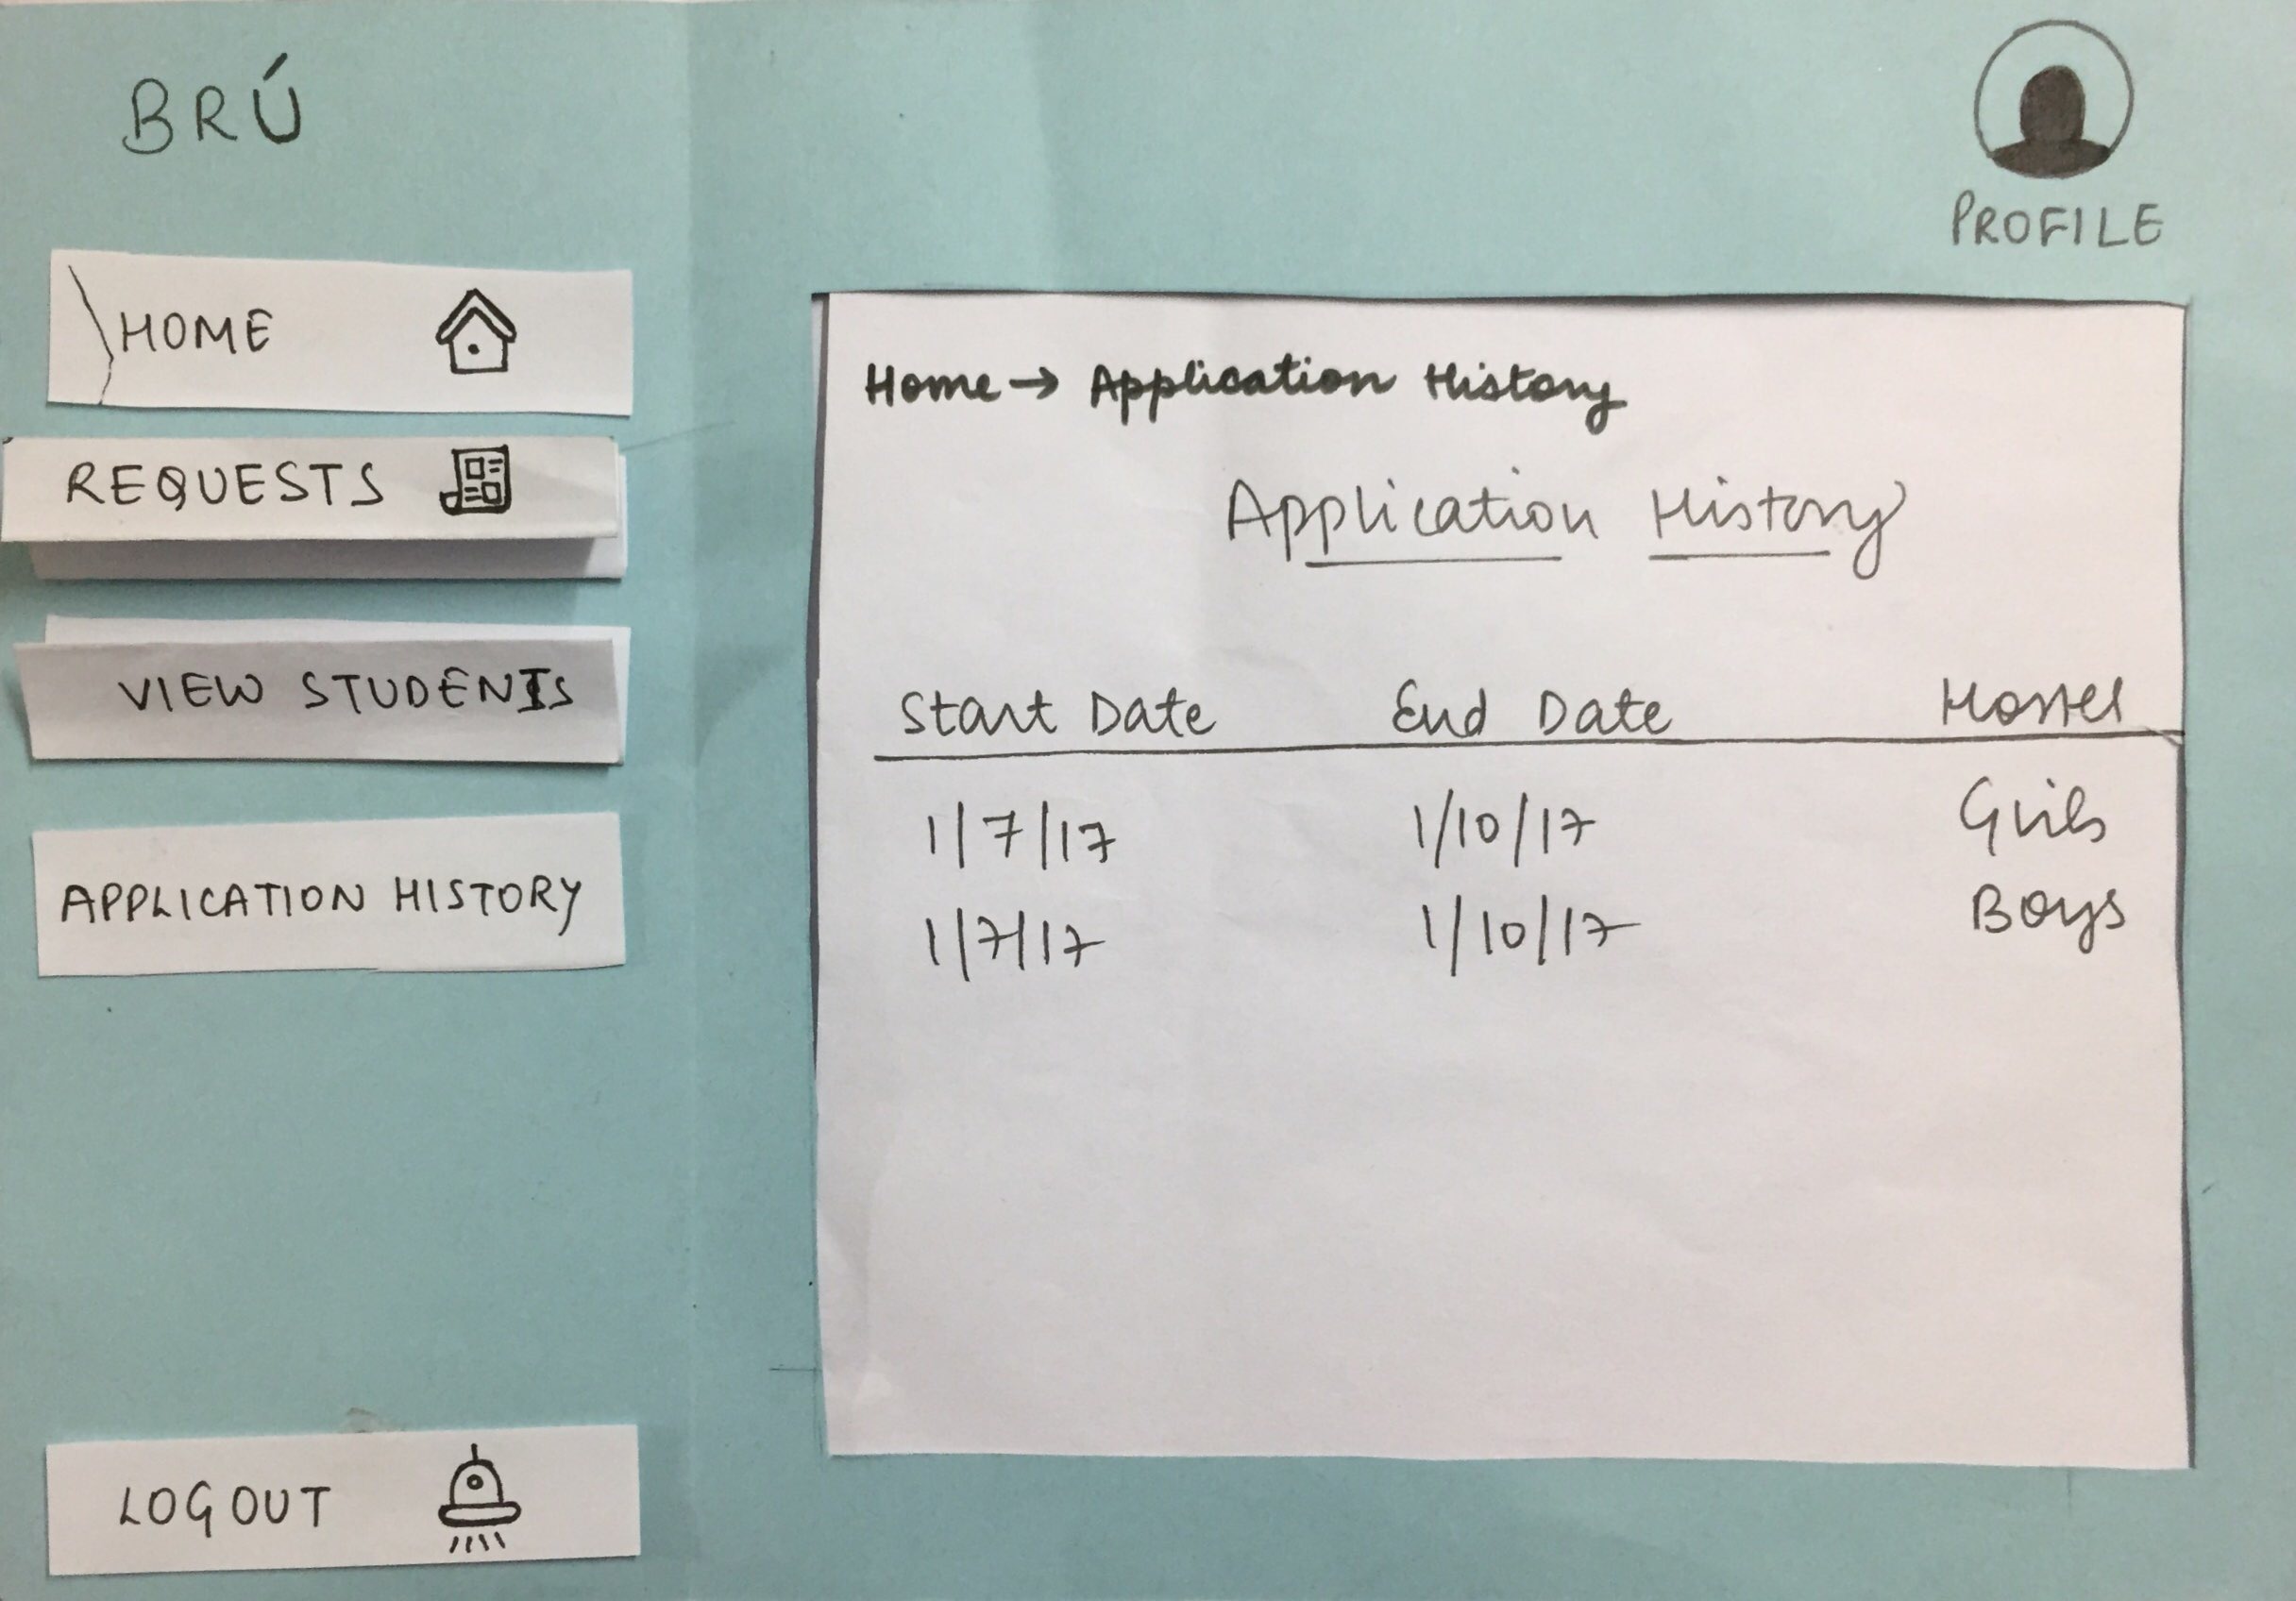 BRÚ
PROFILE
HOME
REQUESTS
VIEW STUDENTS
APPLICATION HISTORY
LOGOUT
Home → Application History
Application History
Start Date End Date Hostel
1/7/17 1/10/17 Girls
1/7/17 1/10/17 Boys